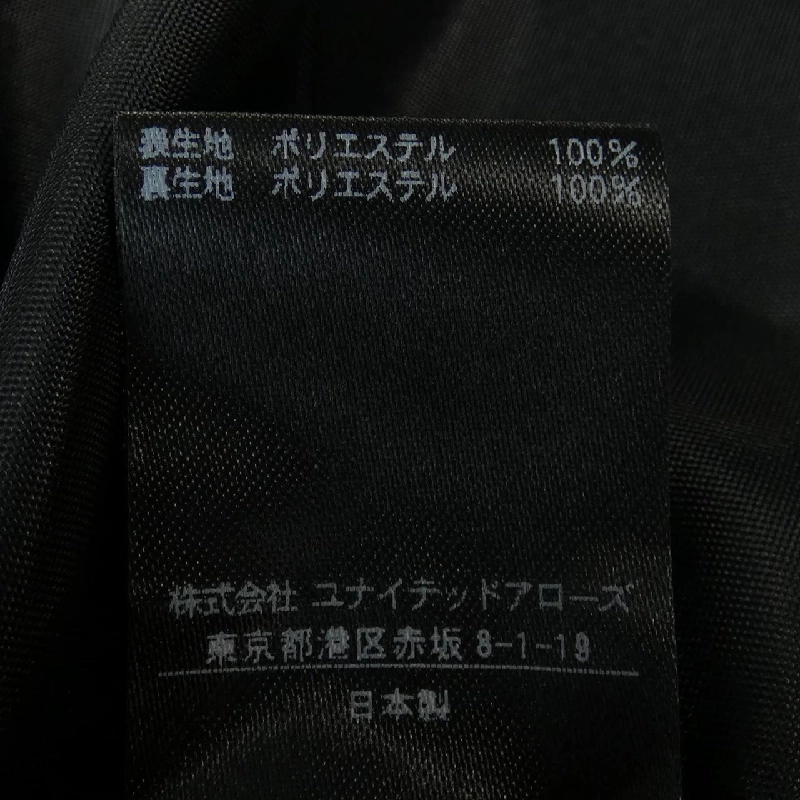 表生地 ポリエステル 100%
裏生地 ポリエステル 100%
株式会社 ユナイテッドアローズ
東京都港区赤坂8-1-19
日本製